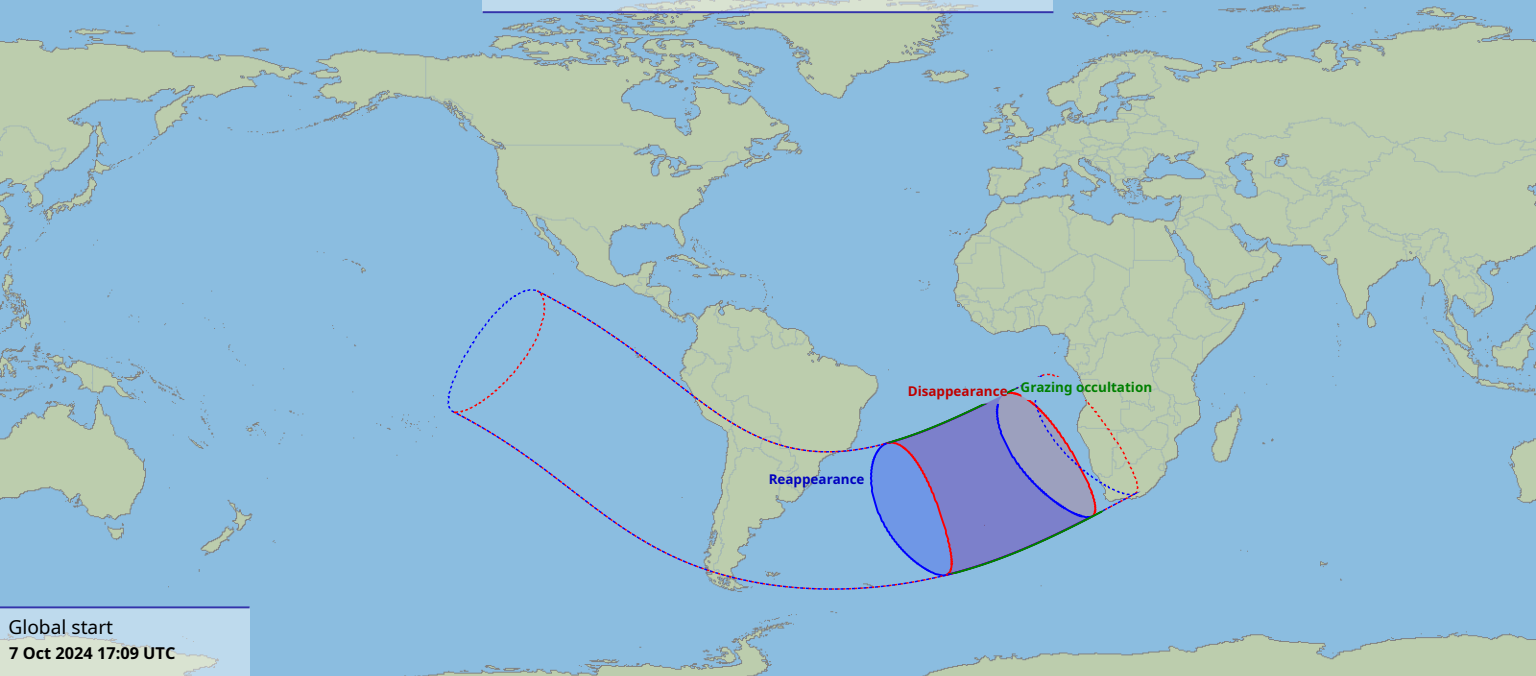 Disappearance
Grazing occultation
Reappearance
Global start
7 Oct 2024 17:09 UTC